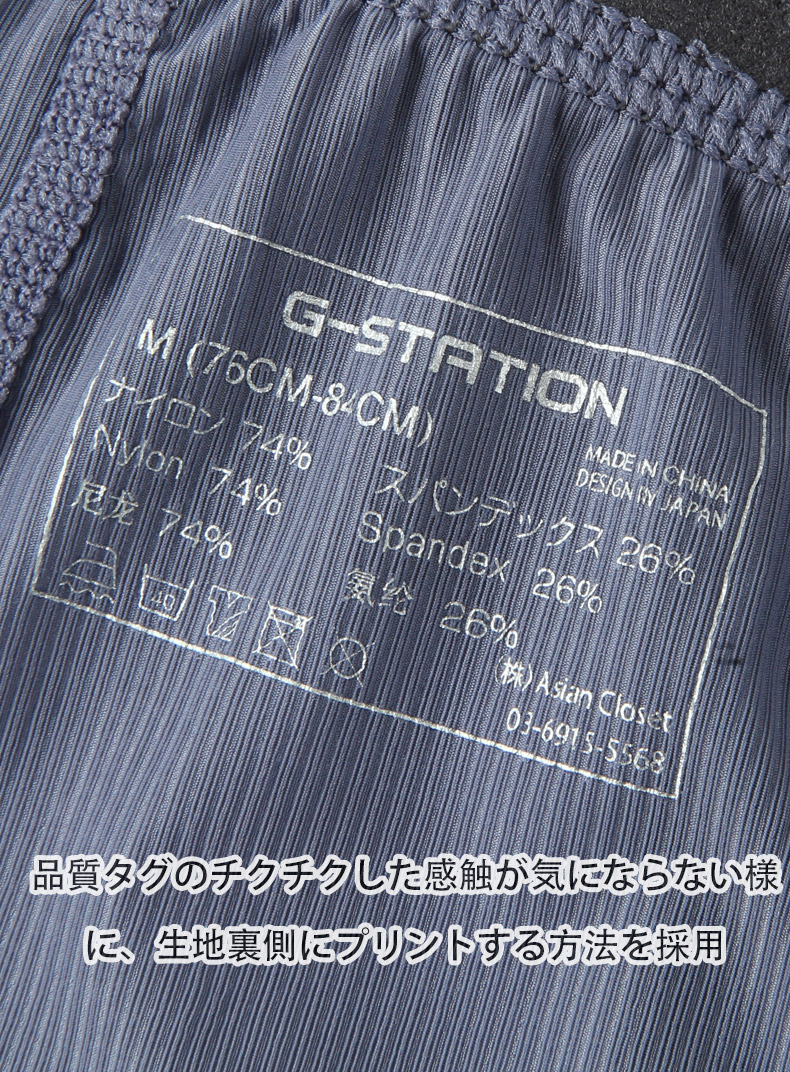 G-STATION
M (76CM-84CM)
MADE IN CHINA
DESIGN IN JAPAN
ナイロン 74%
スパンデックス 26%
Nylon 74%
Spandex 26%
尼龙 74%
氨纶 26%
40
(株) Asian Closet
03-6915-5568
品質タグのチクチクした感触が気にならない様
に、生地裏側にプリントする方法を採用